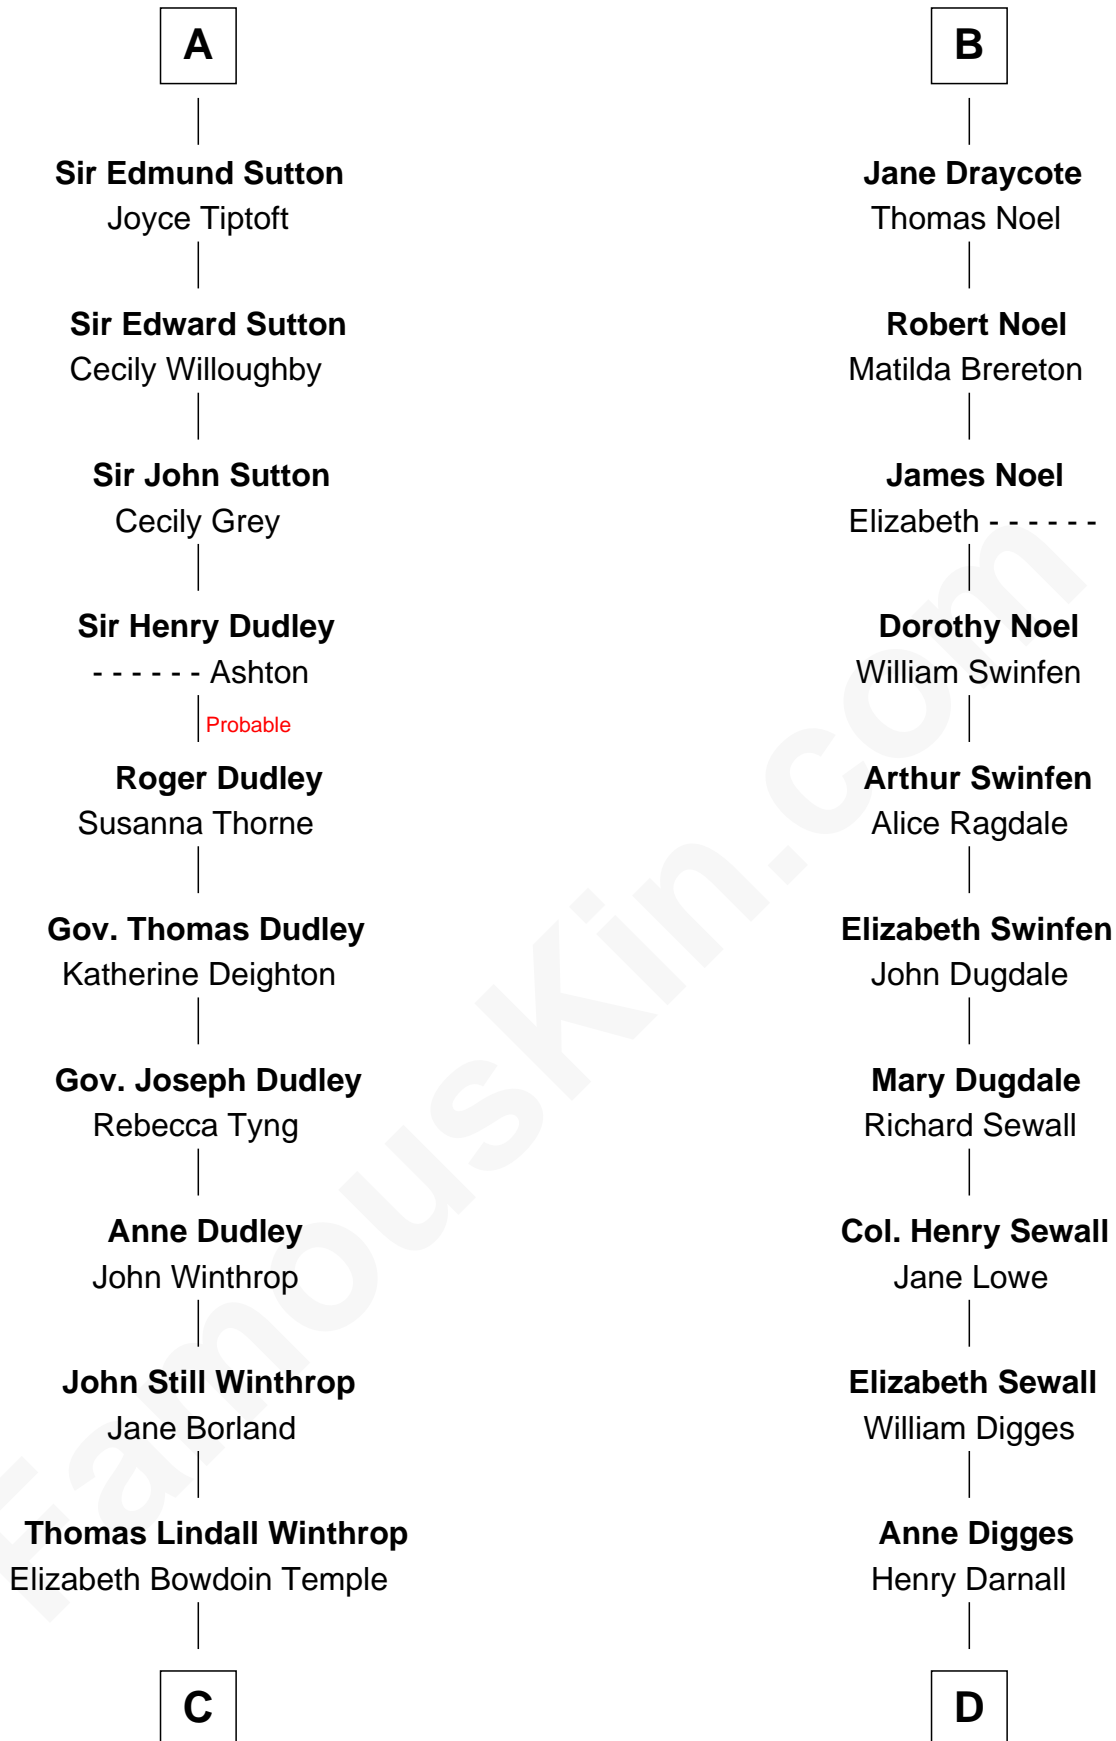 A
Sir Edmund Sutton
Joyce Tiptoft
Sir Edward Sutton
Cecily Willoughby
Sir John Sutton
Cecily Grey
Sir Henry Dudley
- - - - - - Ashton
Probable
Roger Dudley
Susanna Thorne
Gov. Thomas Dudley
Katherine Deighton
Gov. Joseph Dudley
Rebecca Tyng
Anne Dudley
John Winthrop
John Still Winthrop
Jane Borland
Thomas Lindall Winthrop
Elizabeth Bowdoin Temple
C
B
Jane Draycote
Thomas Noel
Robert Noel
Matilda Brereton
James Noel
Elizabeth - - - - - -
Dorothy Noel
William Swinfen
Arthur Swinfen
Alice Ragdale
Elizabeth Swinfen
John Dugdale
Mary Dugdale
Richard Sewall
Col. Henry Sewall
Jane Lowe
Elizabeth Sewall
William Digges
Anne Digges
Henry Darnall
D
FamousKin.com